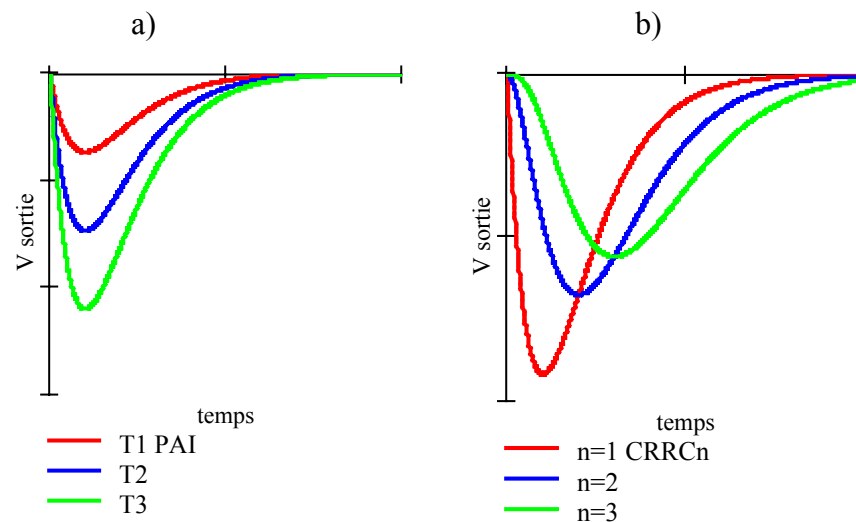 a)
V sortie
temps
T1 PAI
T2
T3
b)
V sortie
temps
n=1 CRRCn
n=2
n=3